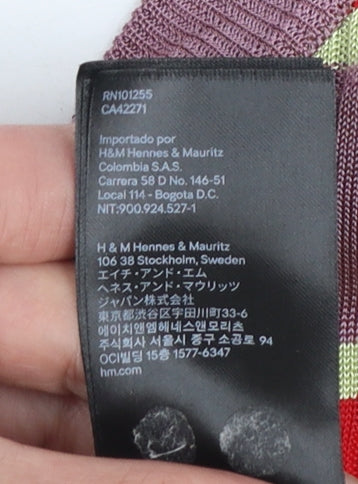 RN101255
CA42271
Importado por
H&M Hennes & Mauritz
Colombia S.A.S.
Carrera 58 D No. 146-51
Local 114 - Bogota D.C.
NIT:900.924.527-1
H & M Hennes & Mauritz
106 38 Stockholm, Sweden
エイチ・アンド・エム
ヘネス・アンド・マウリッツ
ジャパン株式会社
東京都渋谷区宇田川町33-6
에이치앤엠헤네스앤모리츠
주식회사 서울시 중구 소공로 94
OCI빌딩 15층 1577-6347
hm.com